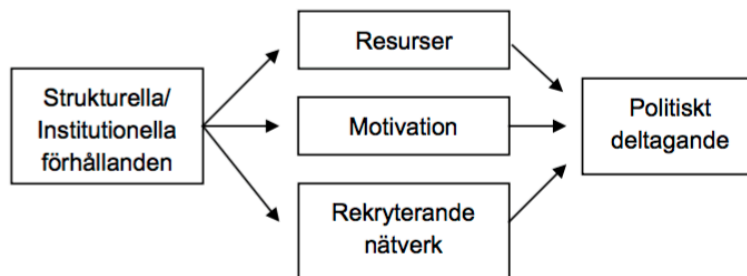 Strukturella/
Institutionella
förhållanden
Resurser
Motivation
Rekryterande
nätverk
Politiskt
deltagande